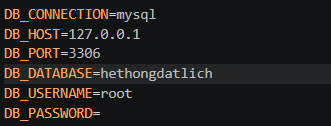 DB_CONNECTION=mysql
DB_HOST=127.0.0.1
DB_PORT=3306
DB_DATABASE=hethongdatlich
DB_USERNAME=root
DB_PASSWORD=